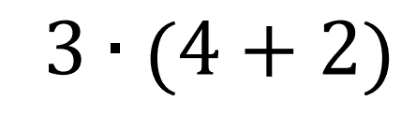 3 · (4 + 2)